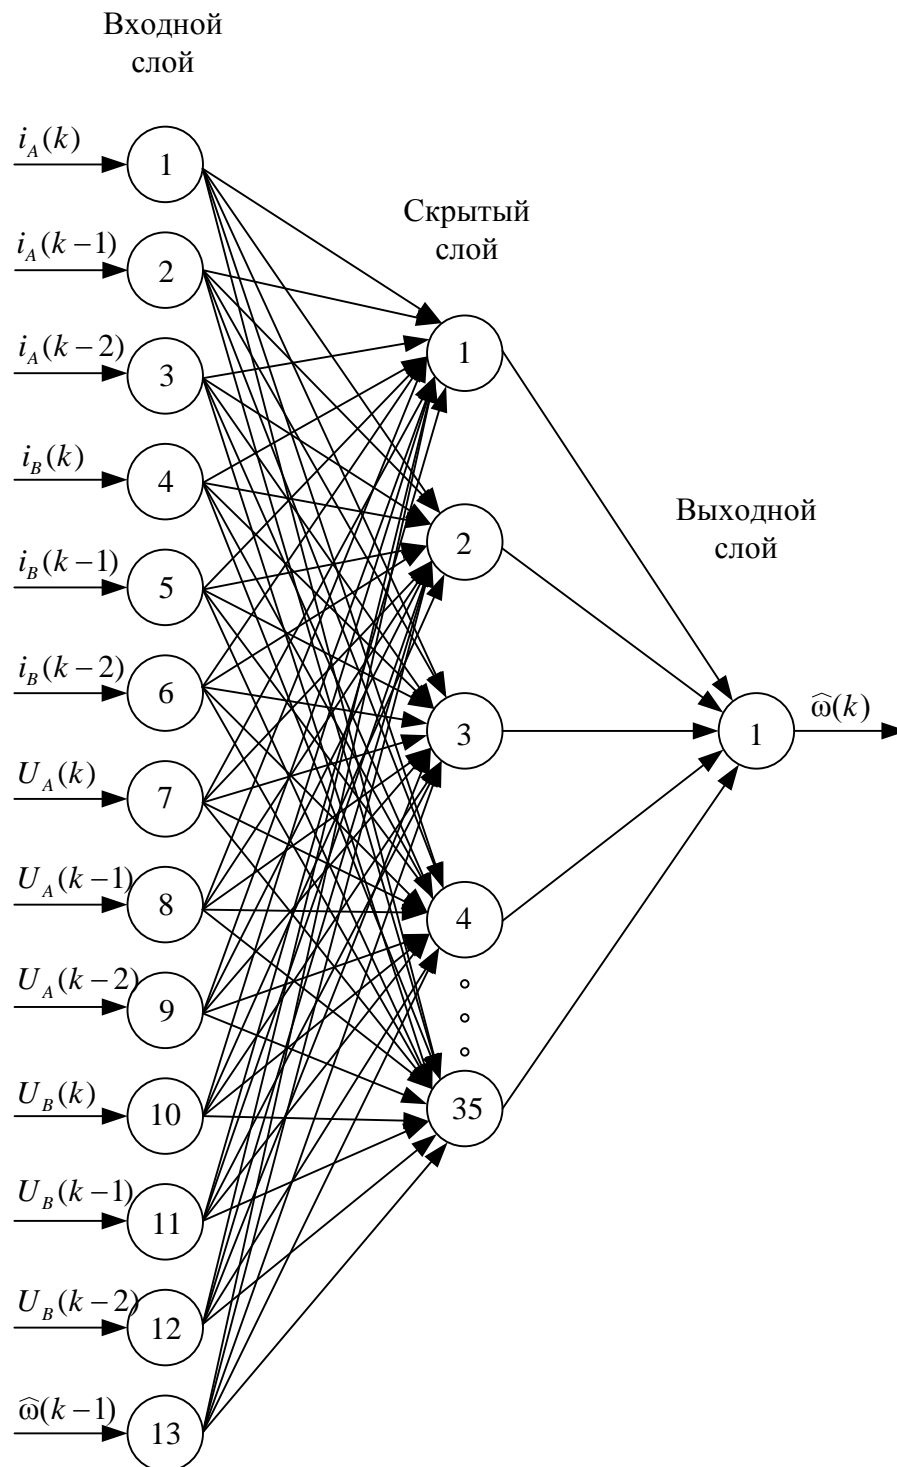 Входной
слой
i_A(k)
1
i_A(k−1)
2
i_A(k−2)
3
i_B(k)
4
i_B(k−1)
5
i_B(k−2)
6
U_A(k)
7
U_A(k−1)
8
U_A(k−2)
9
U_B(k)
10
U_B(k−1)
11
U_B(k−2)
12
ω̂(k−1)
13
Скрытый
слой
1
2
3
4
35
Выходной
слой
1
ω̂(k)